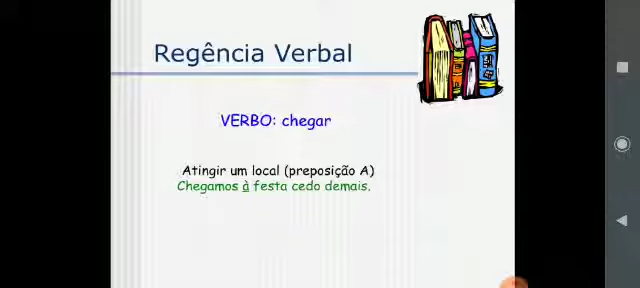 Regência Verbal
VERBO: chegar
Atingir um local (preposição A)
Chegamos à festa cedo demais.